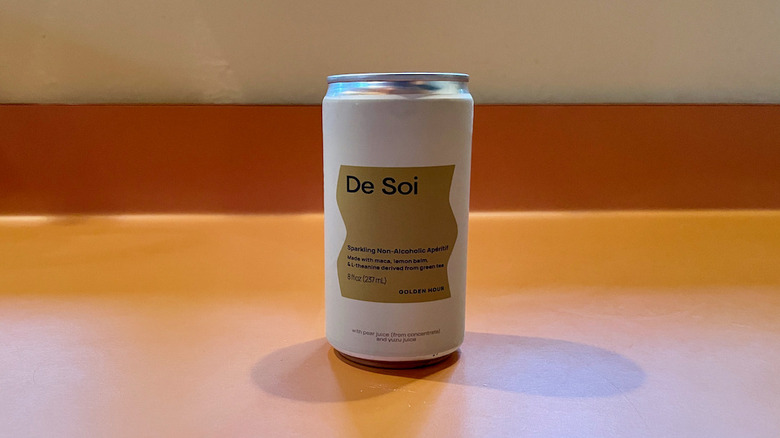 De Soi
Sparkling Non-Alcoholic Apéritif
Made with maca, lemon balm,
& L-theanine derived from green tea
8 fl oz (237 mL)
GOLDEN HOUR
with pear juice (from concentrate)
and yuzu juice